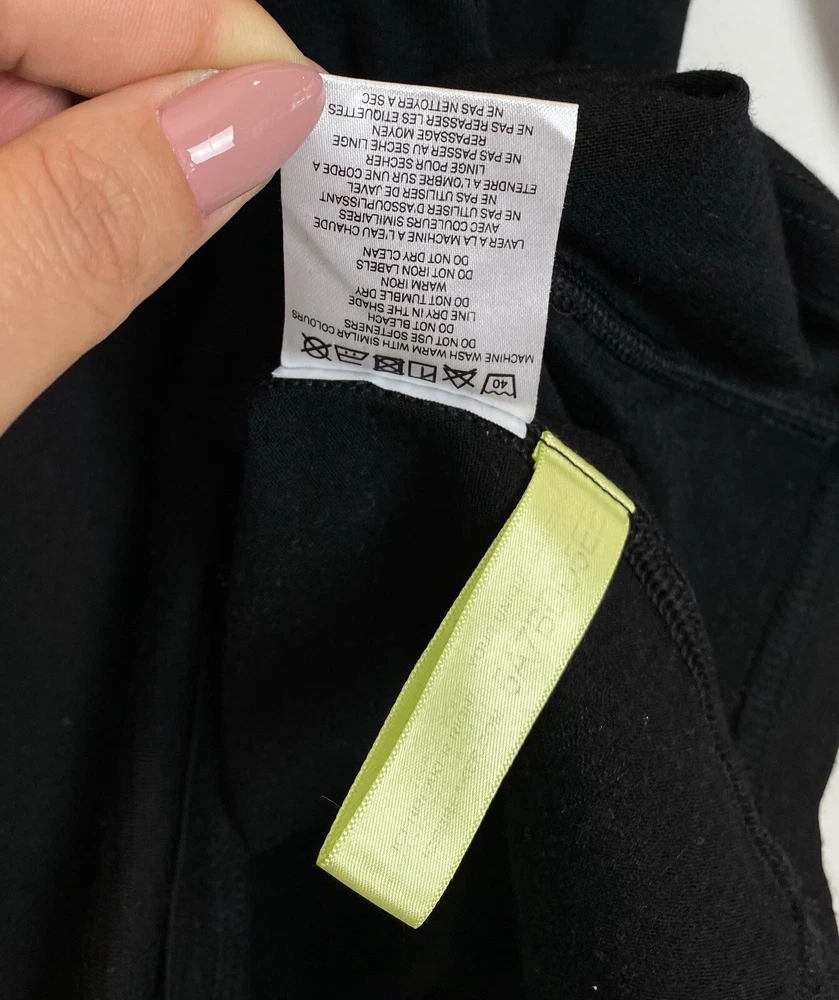 40
MACHINE WASH WARM WITH SIMILAR COLOURS
DO NOT USE SOFTENERS
DO NOT BLEACH
LINE DRY IN THE SHADE
DO NOT TUMBLE DRY
WARM IRON
DO NOT IRON LABELS
DO NOT DRY CLEAN
LAVER A LA MACHINE A L'EAU CHAUDE
AVEC COULEURS SIMILAIRES
NE PAS UTILISER D'ASSOUPLISSANT
NE PAS UTILISER DE JAVEL
ETENDRE A L'OMBRE SUR UNE CORDE A
LINGE POUR SECHER
NE PAS PASSER AU SECHE LINGE
REPASSAGE MOYEN
NE PAS REPASSER LES ETIQUETTES
NE PAS NETTOYER A SEC
YOUR UNIQUE